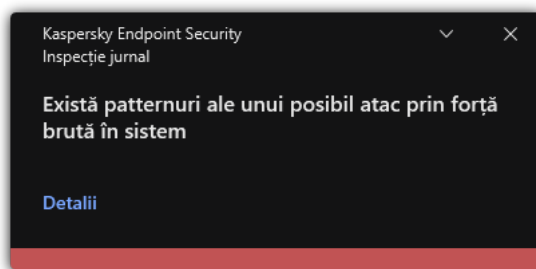 Kaspersky Endpoint Security
Inspecție jurnal
Există patternuri ale unui posibil atac prin forță
brută în sistem
Detalii